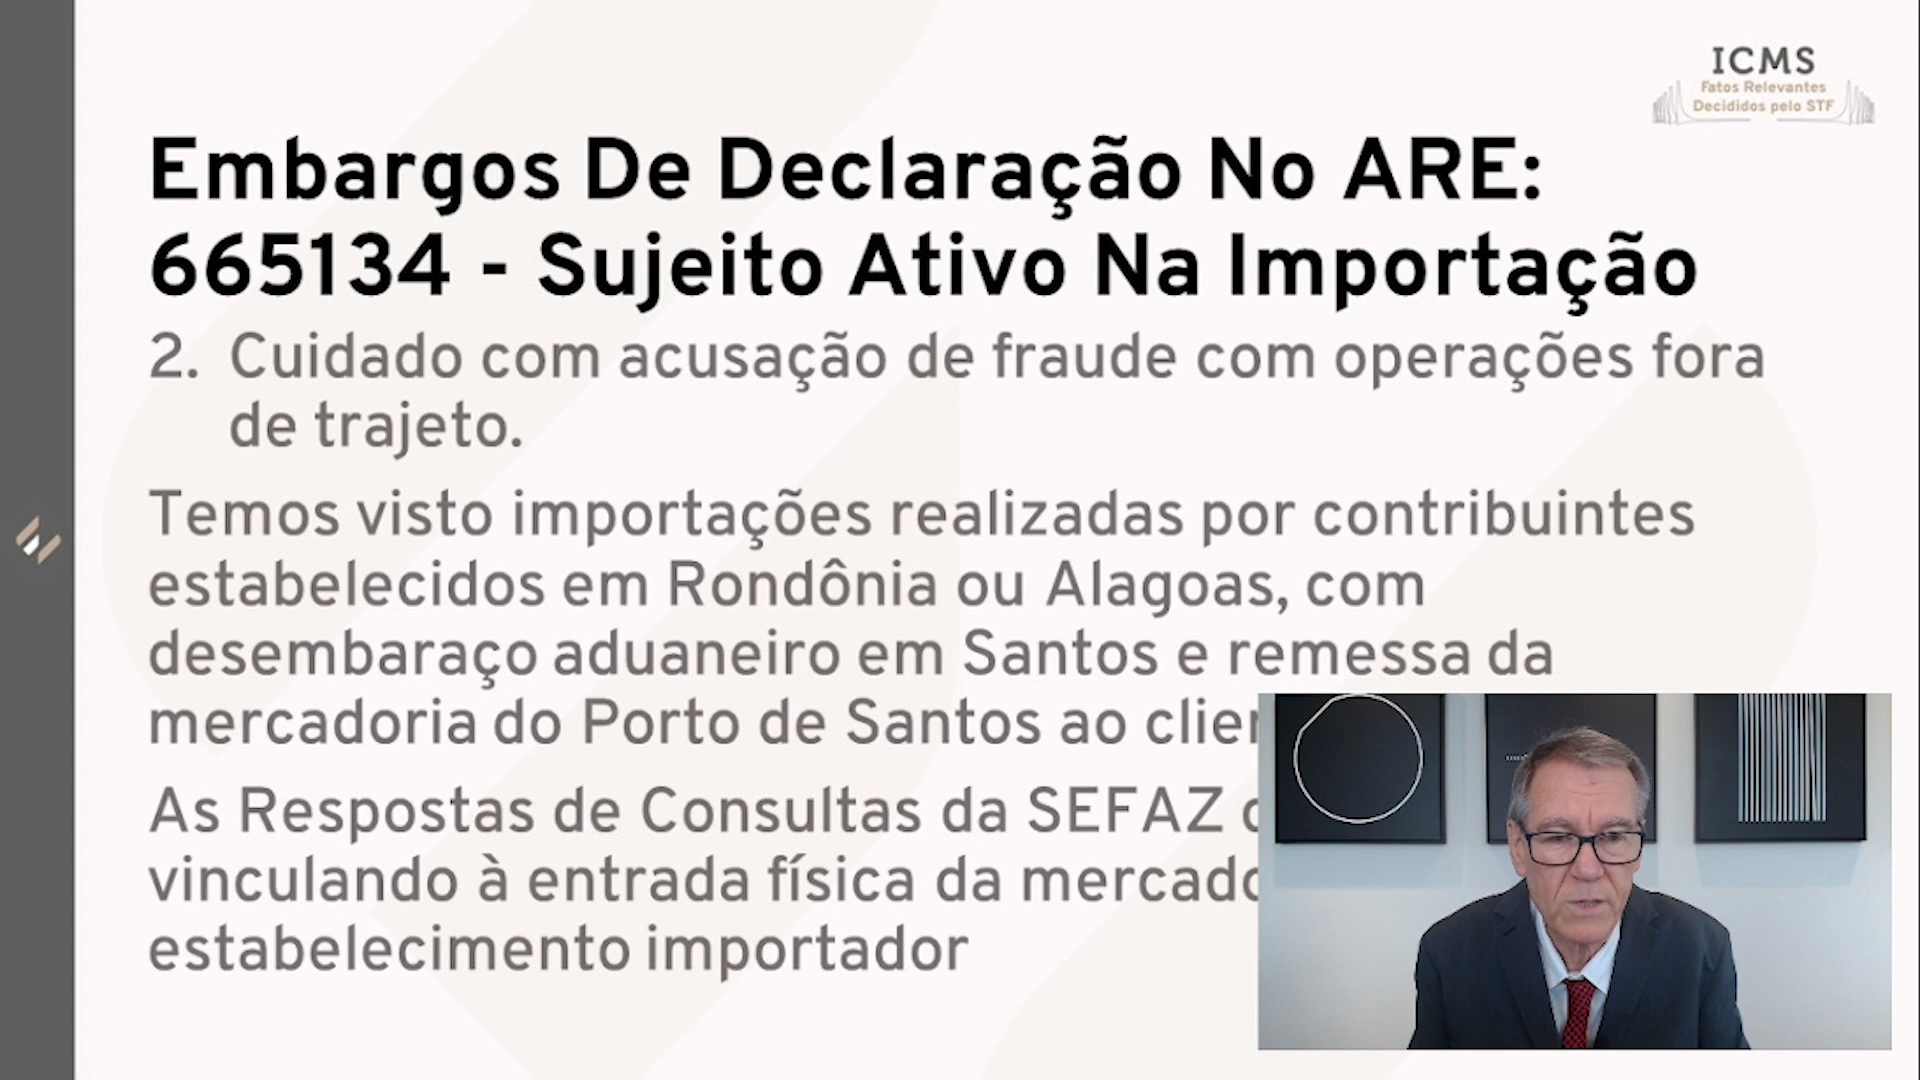 ICMS
Fatos Relevantes
Decididos pelo STF
Embargos De Declaração No ARE:
665134 - Sujeito Ativo Na Importação
2. Cuidado com acusação de fraude com operações fora
de trajeto.
Temos visto importações realizadas por contribuintes
estabelecidos em Rondônia ou Alagoas, com
desembaraço aduaneiro em Santos e remessa da
mercadoria do Porto de Santos ao
As Respostas de Consultas da SEFAZ
vinculando à entrada física da
estabelecimento importador